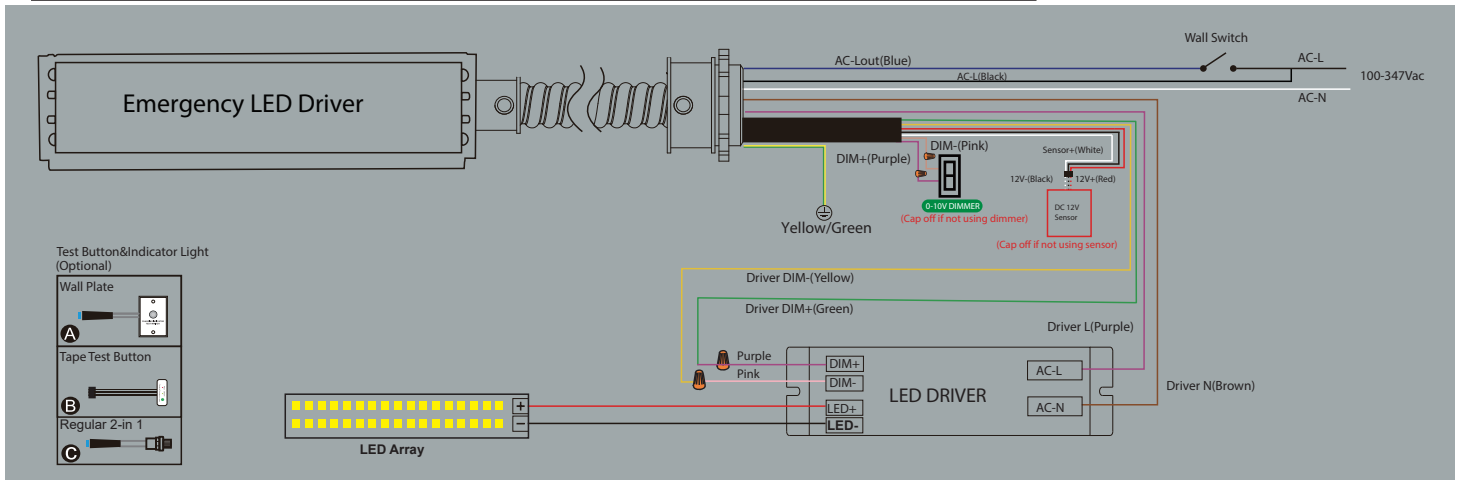 Wall Switch
AC-Lout(Blue)
AC-L
AC-L(Black)
100-347Vac
AC-N
Emergency LED Driver
DIM-(Pink)
DIM+(Purple)
Sensor+(White)
12V-(Black)
12V+(Red)
0-10V DIMMER
DC 12V
Sensor
(Cap off if not using dimmer)
Yellow/Green
(Cap off if not using sensor)
Test Button&Indicator Light
(Optional)
Wall Plate
A
Tape Test Button
B
Regular 2-in 1
C
Driver DIM-(Yellow)
Driver DIM+(Green)
Driver L(Purple)
Purple
Pink
DIM+
DIM-
LED+
LED-
LED DRIVER
AC-L
AC-N
Driver N(Brown)
+
−
LED Array